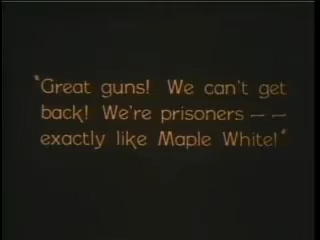 "Great guns! We can't get
back! We're prisoners — —
exactly like Maple White!"